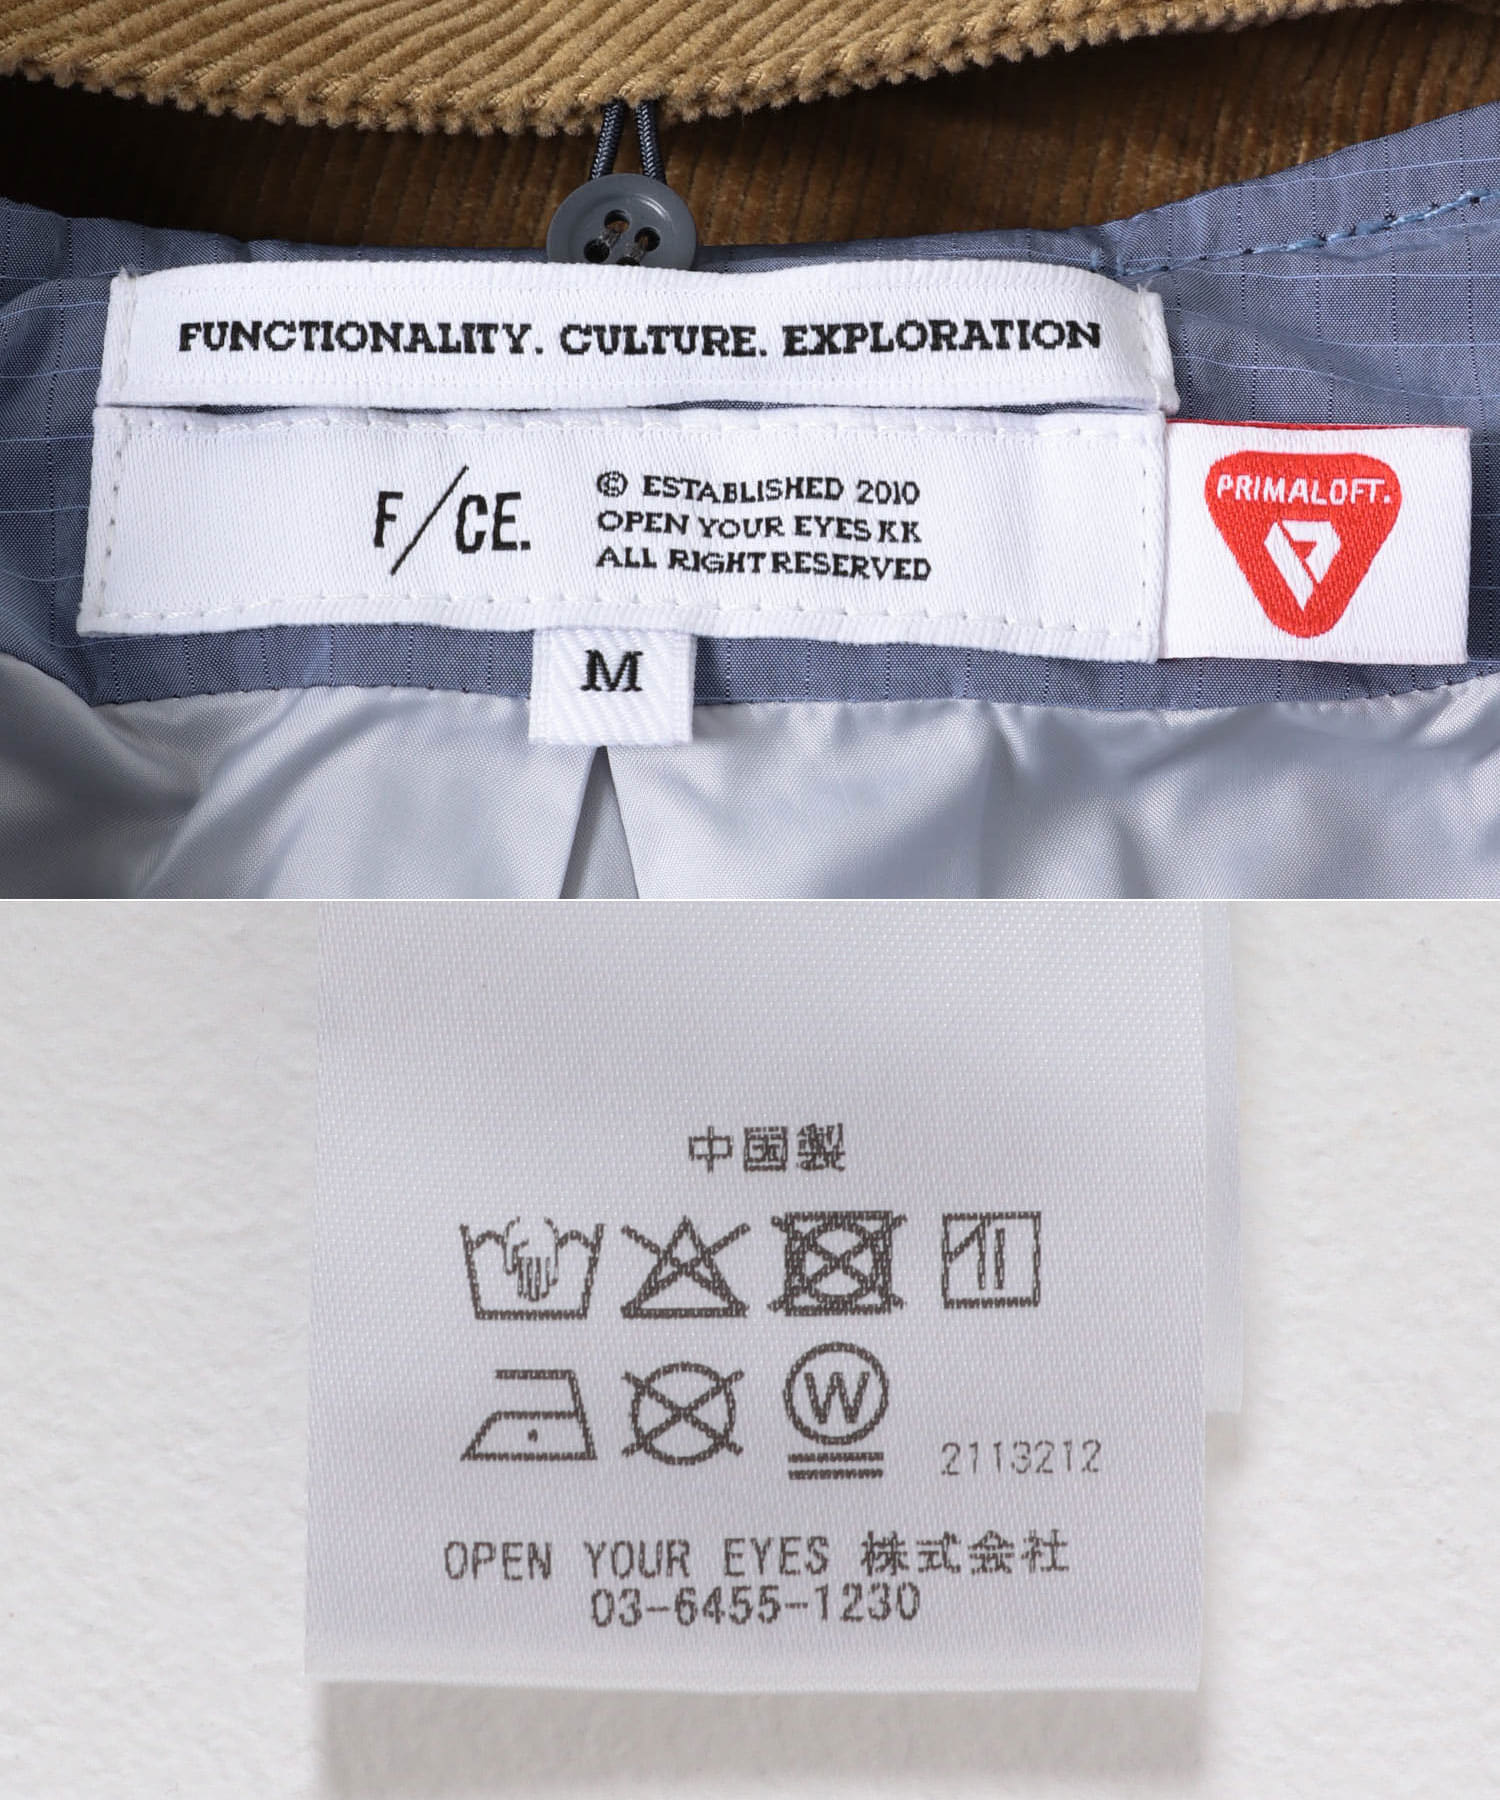 FUNCTIONALITY. CULTURE. EXPLORATION
F/CE.
© ESTABLISHED 2010
OPEN YOUR EYES KK
ALL RIGHT RESERVED
PRIMALOFT.
M
中国製
W
2113212
OPEN YOUR EYES 株式会社
03-6455-1230